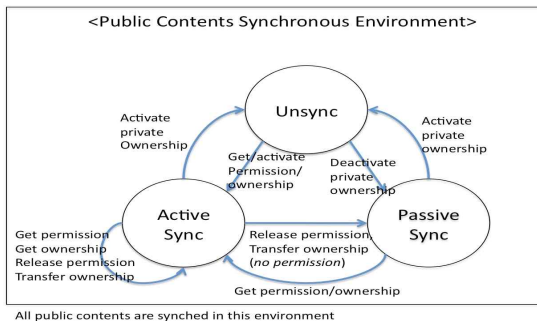 <Public Contents Synchronous Environment>
Unsync
Activate
private
Ownership
Activate
private
ownership
Get/activate
Permission/
ownership
Deactivate
private
ownership
Active
Sync
Passive
Sync
Get permission
Get ownership
Release permission
Transfer ownership
Release permission,
Transfer ownership
(no permission)
Get permission/ownership
All public contents are synched in this environment